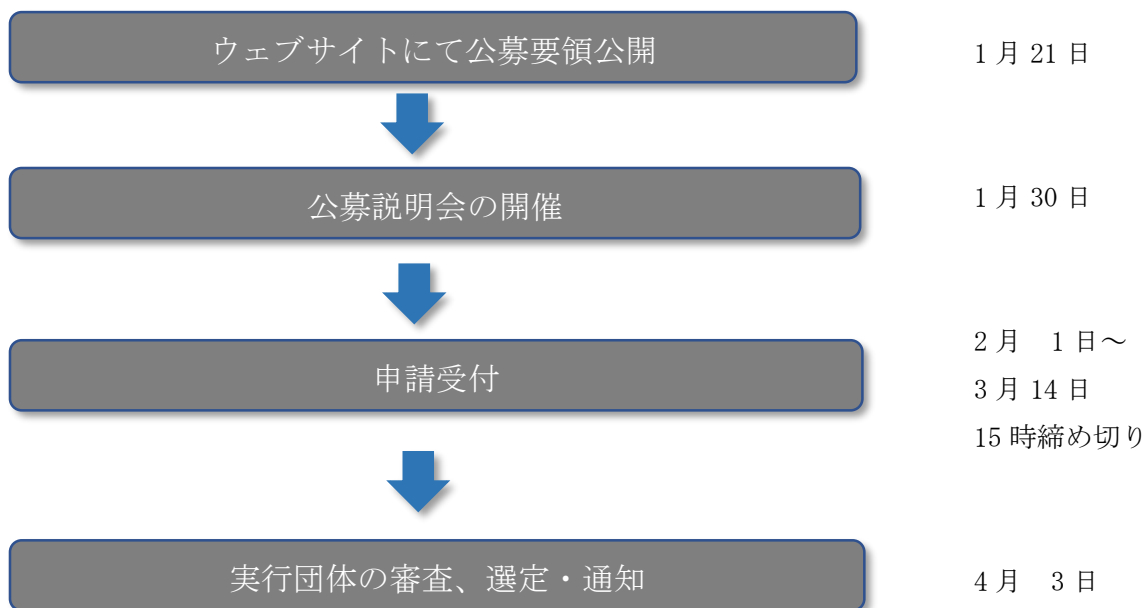 ウェブサイトにて公募要領公開
1月21日
公募説明会の開催
1月30日
申請受付
2月　1日～
3月14日
15時締め切り
実行団体の審査、選定・通知
4月　3日